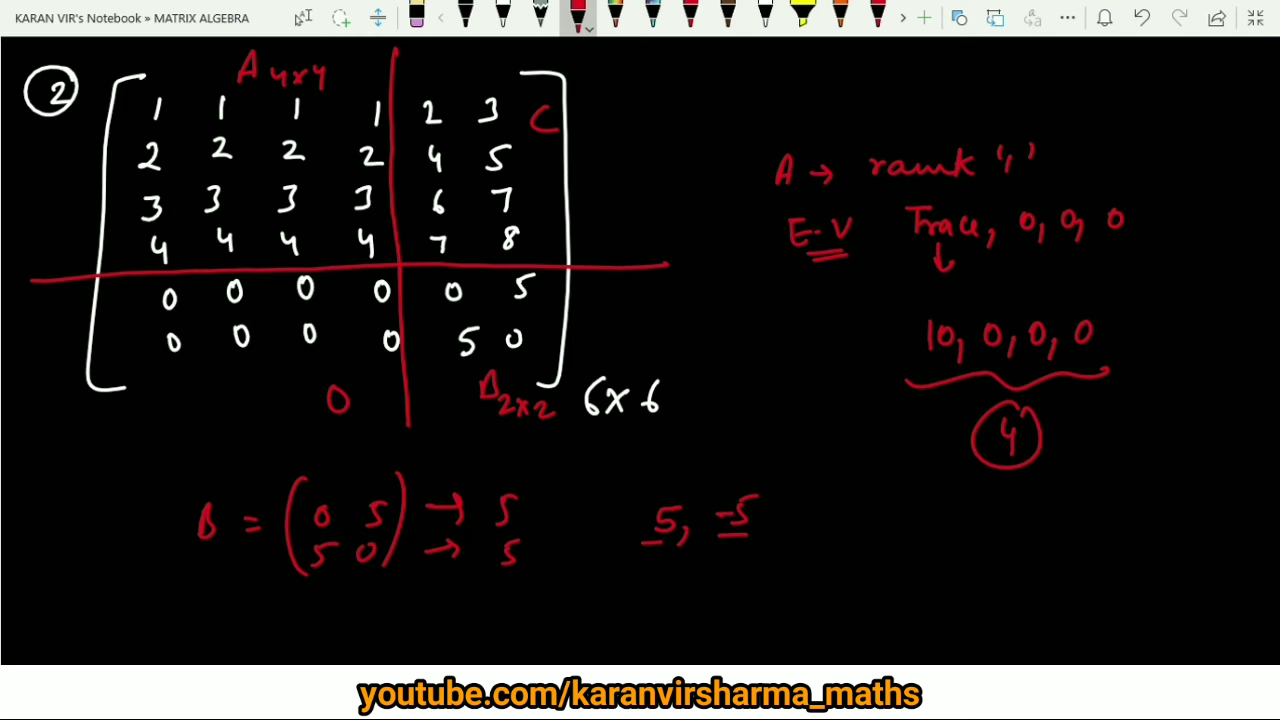 KARAN VIR's Notebook » MATRIX ALGEBRA
2
A 4x4
1 1 1 1 2 3 C
2 2 2 2 4 5
3 3 3 3 6 7
4 4 4 4 7 8
0 0 0 0 0 5
0 0 0 0 5 0
0 B 2x2 6x6
A → rank '1'
E.V Trace, 0, 0, 0
↓
10, 0, 0, 0
4
B = (0 5 → 5
5 0) → 5
5, -5
youtube.com/karanvirsharma_maths